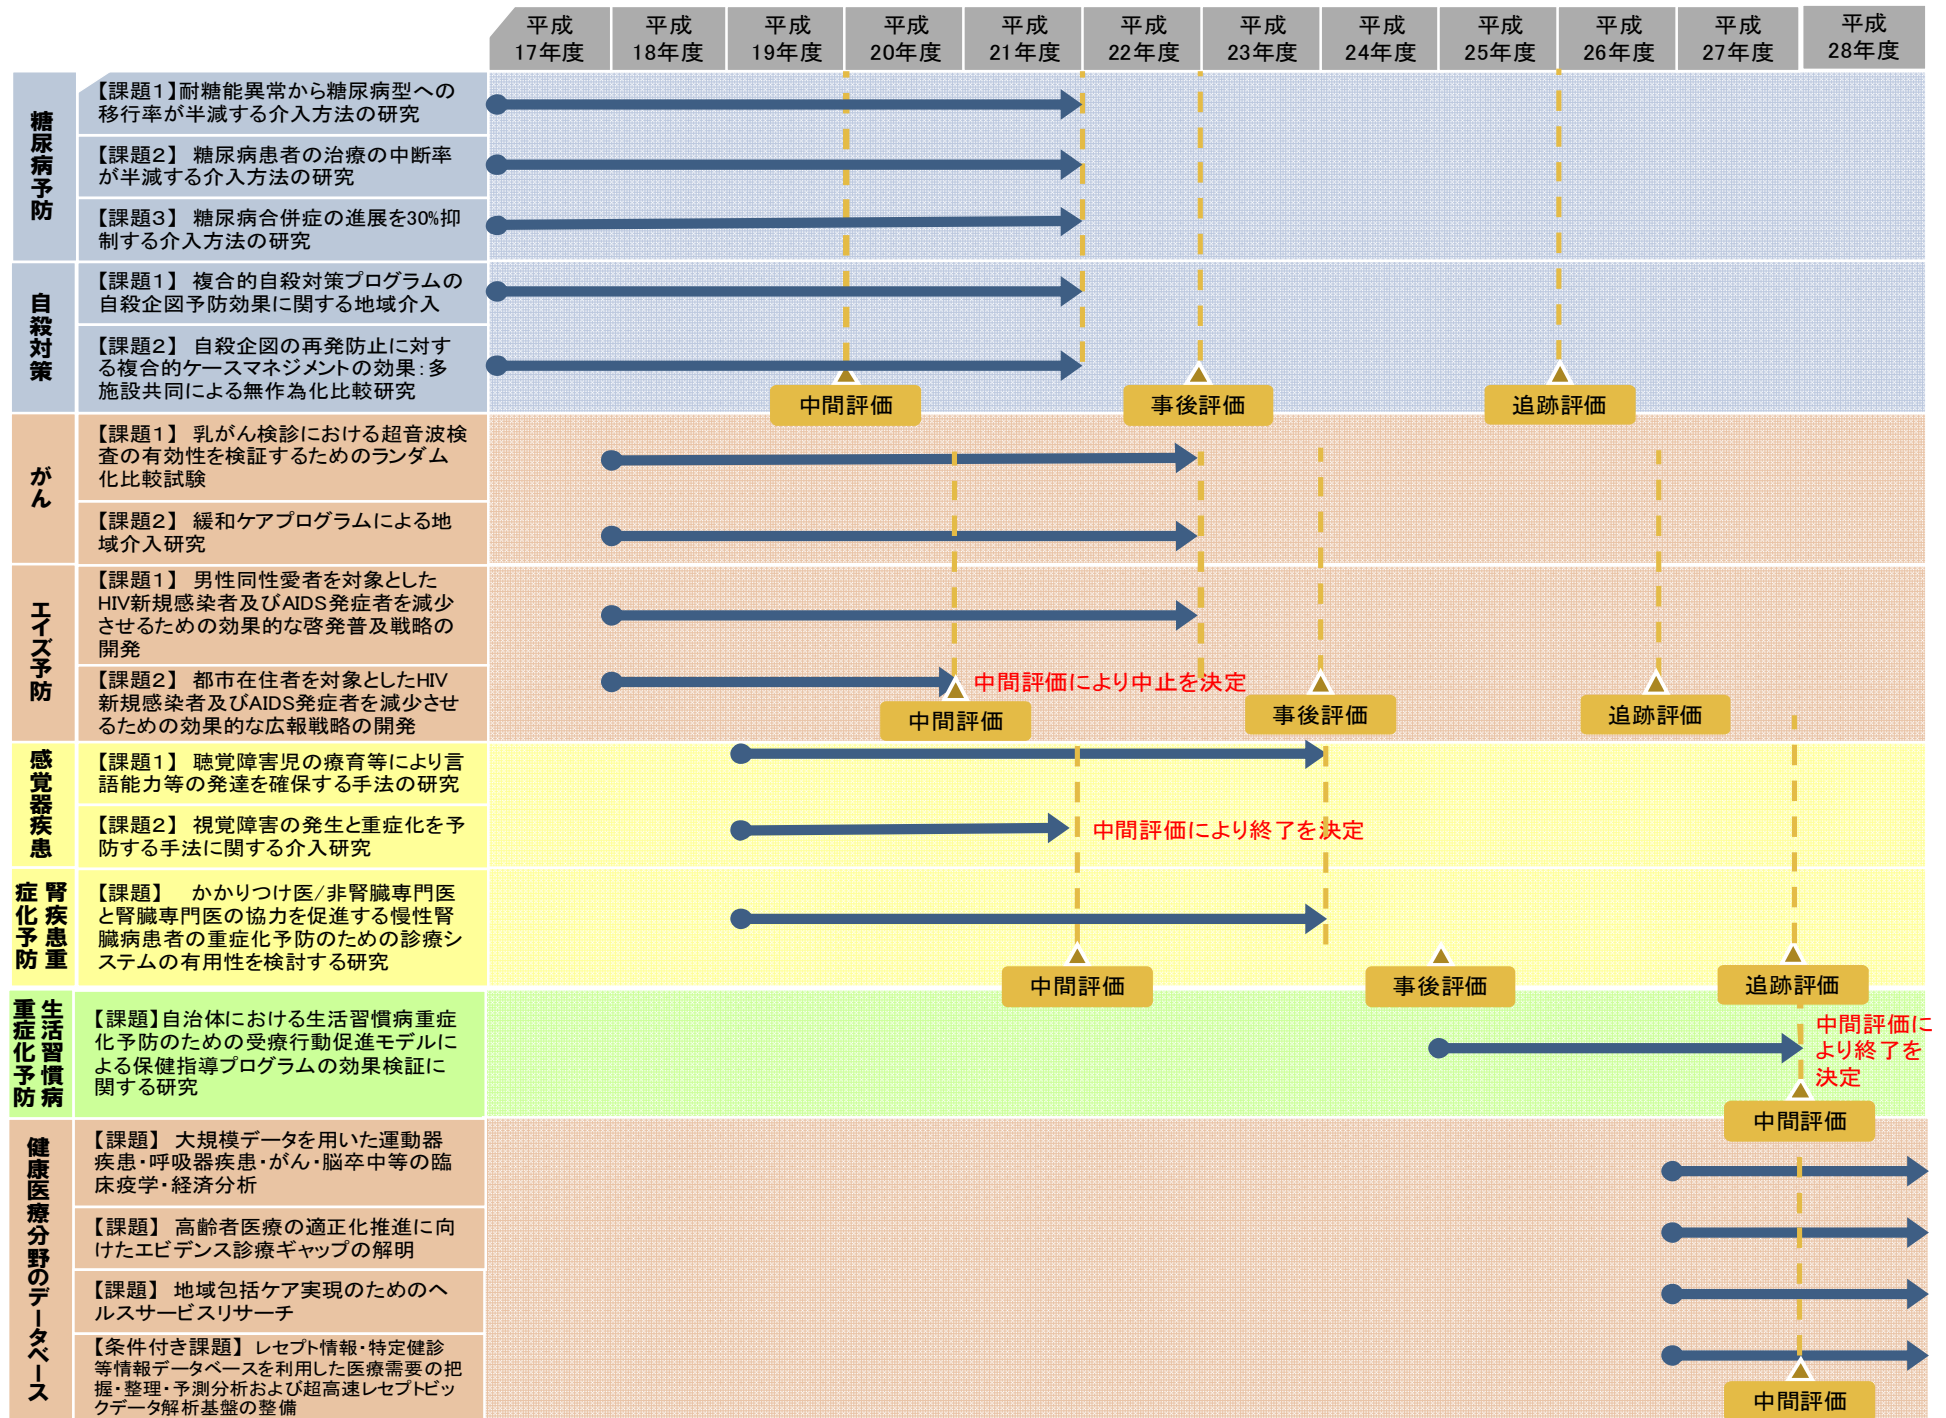 平成
17年度
平成
18年度
平成
19年度
平成
20年度
平成
21年度
平成
22年度
平成
23年度
平成
24年度
平成
25年度
平成
26年度
平成
27年度
平成
28年度
糖尿病予防
【課題１】耐糖能異常から糖尿病型への
移行率が半減する介入方法の研究
【課題２】 糖尿病患者の治療の中断率
が半減する介入方法の研究
【課題３】 糖尿病合併症の進展を30%抑
制する介入方法の研究
自殺対策
【課題１】 複合的自殺対策プログラムの
自殺企図予防効果に関する地域介入
【課題２】 自殺企図の再発防止に対す
る複合的ケースマネジメントの効果：多
施設共同による無作為化比較研究
中間評価
事後評価
追跡評価
がん
【課題１】 乳がん検診における超音波検
査の有効性を検証するためのランダム
化比較試験
【課題２】 緩和ケアプログラムによる地
域介入研究
エイズ予防
【課題１】 男性同性愛者を対象とした
HIV新規感染者及びAIDS発症者を減少
させるための効果的な啓発普及戦略の
開発
【課題２】 都市在住者を対象としたHIV
新規感染者及びAIDS発症者を減少させ
るための効果的な広報戦略の開発
中間評価により中止を決定
中間評価
事後評価
追跡評価
感覚器疾患
【課題１】 聴覚障害児の療育等により言
語能力等の発達を確保する手法の研究
【課題２】 視覚障害の発生と重症化を予
防する手法に関する介入研究
中間評価により終了を決定
腎疾患重
症化予防
【課題】 かかりつけ医/非腎臓専門医
と腎臓専門医の協力を促進する慢性腎
臓病患者の重症化予防のための診療シ
ステムの有用性を検討する研究
中間評価
事後評価
追跡評価
生活習慣病
重症化予防
【課題】自治体における生活習慣病重症
化予防のための受療行動促進モデルに
よる保健指導プログラムの効果検証に
関する研究
中間評価に
より終了を
決定
中間評価
健康医療分野のデータベース
【課題】 大規模データを用いた運動器
疾患・呼吸器疾患・がん・脳卒中等の臨
床疫学・経済分析
【課題】 高齢者医療の適正化推進に向
けたエビデンス診療ギャップの解明
【課題】 地域包括ケア実現のためのヘ
ルスサービスリサーチ
【条件付き課題】 レセプト情報・特定健診
等情報データベースを利用した医療需要の把
握・整理・予測分析および超高速レセプトビッ
クデータ解析基盤の整備
中間評価